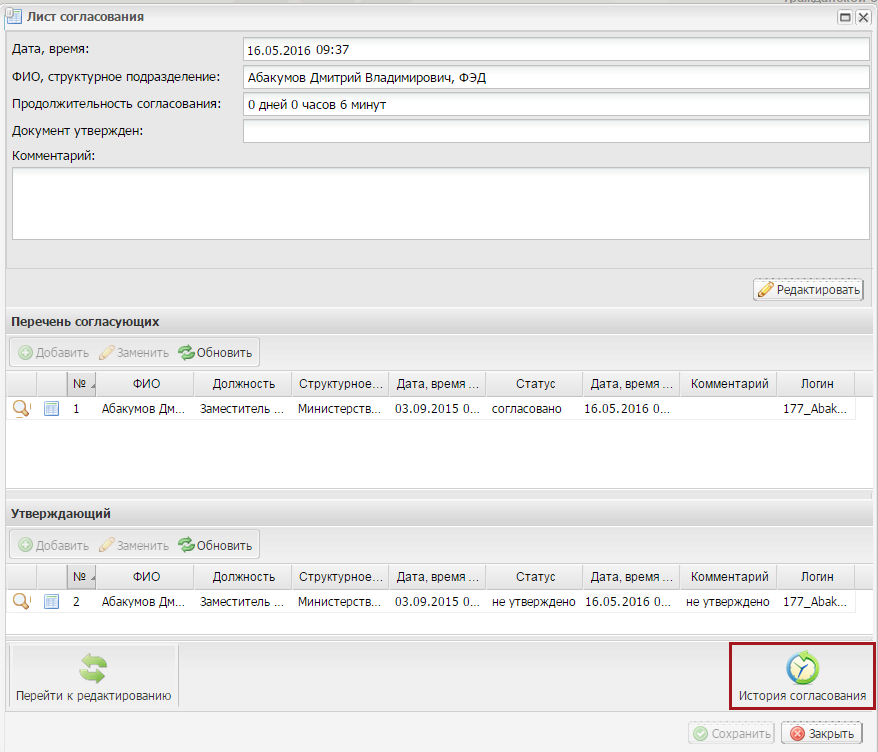 Лист согласования
Дата, время: 16.05.2016 09:37
ФИО, структурное подразделение: Абакумов Дмитрий Владимирович, ФЭД
Продолжительность согласования: 0 дней 0 часов 6 минут
Документ утвержден:
Комментарий:
Редактировать
Перечень согласующих
Добавить Заменить Обновить
№ ФИО Должность Структурное... Дата, время ... Статус Дата, время ... Комментарий Логин
1 Абакумов Дм... Заместитель ... Министерств... 03.09.2015 0... согласовано 16.05.2016 0... 177_Abak...
Утверждающий
Добавить Заменить Обновить
№ ФИО Должность Структурное... Дата, время ... Статус Дата, время ... Комментарий Логин
2 Абакумов Дм... Заместитель ... Министерств... 03.09.2015 0... не утверждено 16.05.2016 0... не утверждено 177_Abak...
Перейти к редактированию История согласования
Сохранить Закрыть